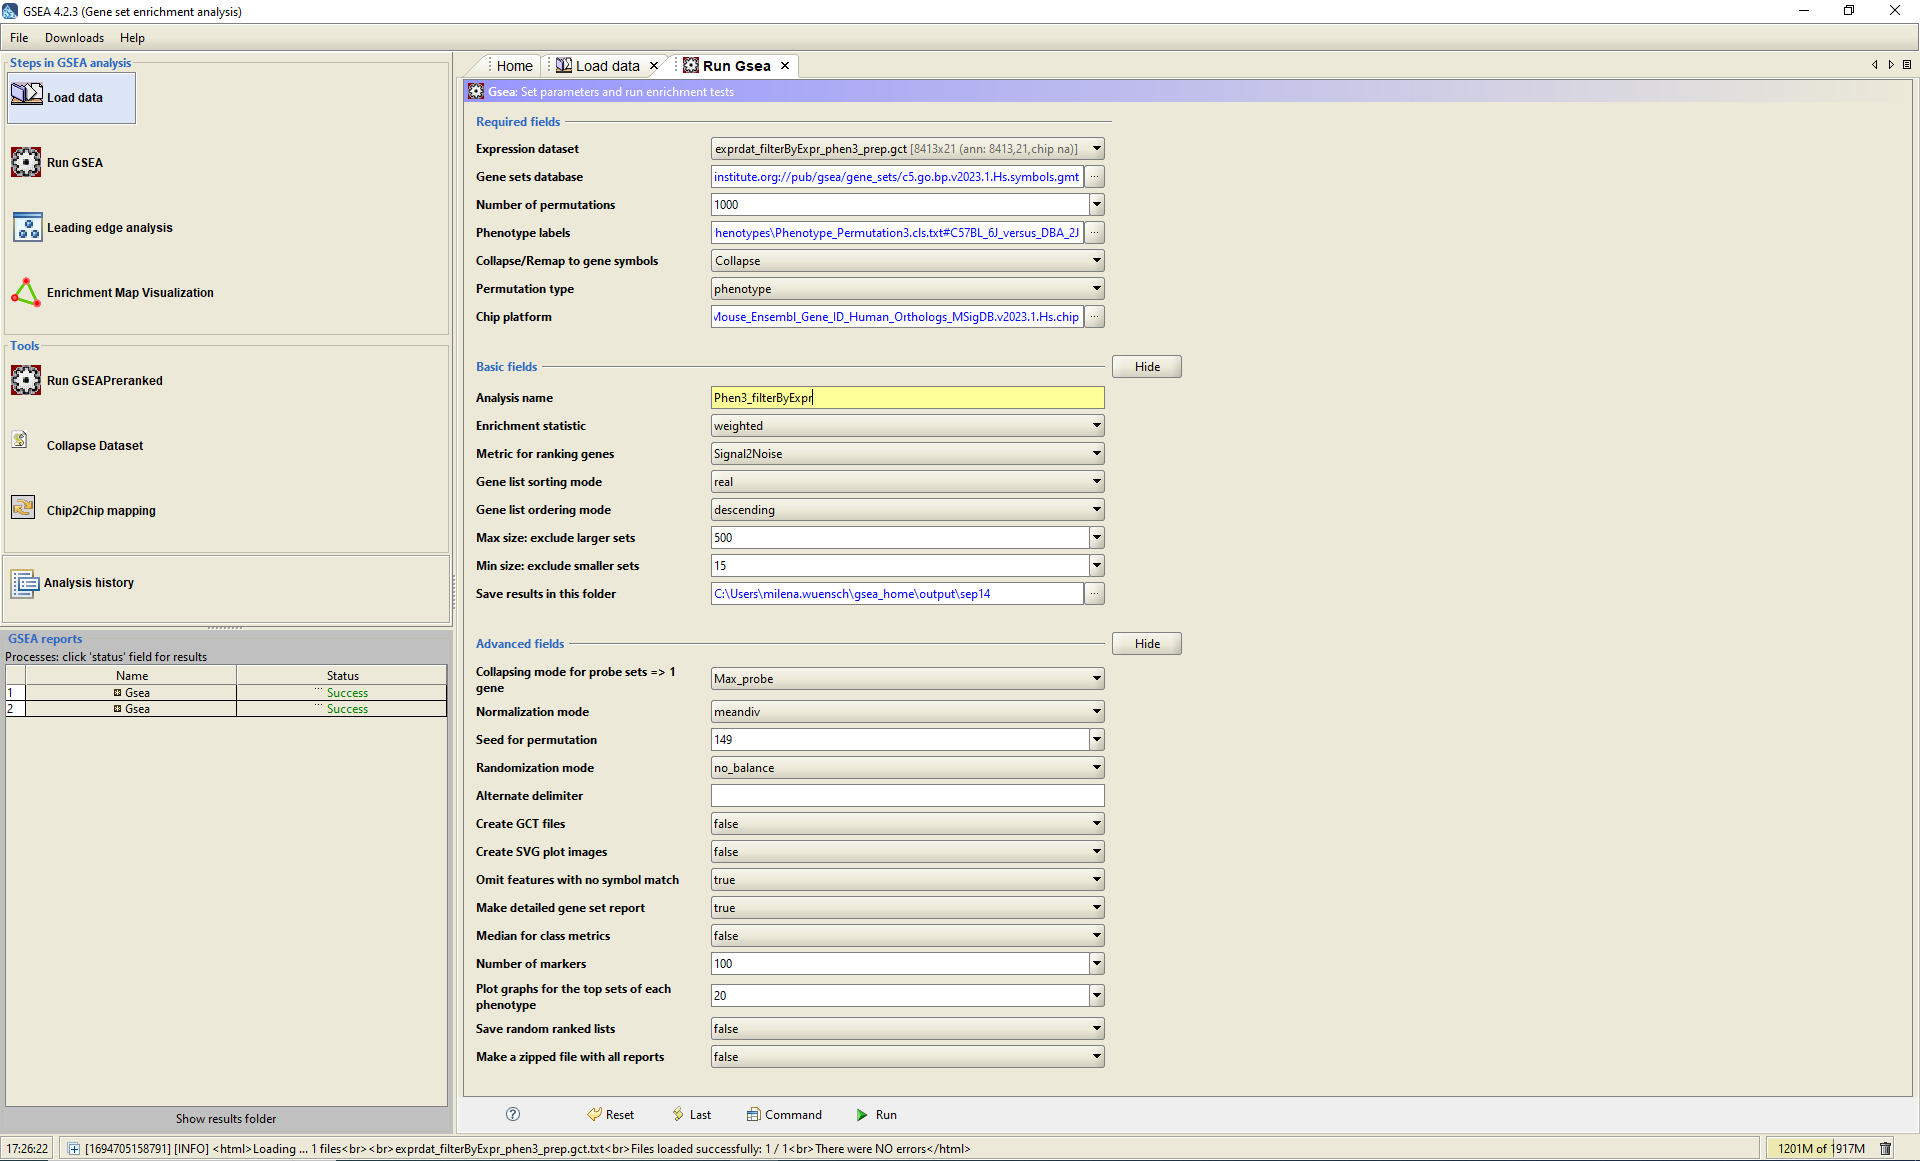 GSEA 4.2.3 (Gene set enrichment analysis)
File Downloads Help
Steps in GSEA analysis
Load data
Run GSEA
Leading edge analysis
Enrichment Map Visualization
Tools
Run GSEAPreranked
Collapse Dataset
Chip2Chip mapping
Analysis history
GSEA reports
Processes: click 'status' field for results
Name Status
1 Gsea ... Success
2 Gsea ... Success
Show results folder
Home Load data Run Gsea
Gsea: Set parameters and run enrichment tests
Required fields
Expression dataset exprdat_filterByExpr_phen3_prep.gct [8413x21 (ann: 8413,21,chip na)]
Gene sets database institute.org://pub/gsea/gene_sets/c5.go.bp.v2023.1.Hs.symbols.gmt ...
Number of permutations 1000
Phenotype labels henotypes\Phenotype_Permutation3.cls.txt#C57BL_6J_versus_DBA_2J ...
Collapse/Remap to gene symbols Collapse
Permutation type phenotype
Chip platform Mouse_Ensembl_Gene_ID_Human_Orthologs_MSigDB.v2023.1.Hs.chip ...
Basic fields Hide
Analysis name Phen3_filterByExpr
Enrichment statistic weighted
Metric for ranking genes Signal2Noise
Gene list sorting mode real
Gene list ordering mode descending
Max size: exclude larger sets 500
Min size: exclude smaller sets 15
Save results in this folder C:\Users\milena.wuensch\gsea_home\output\sep14 ...
Advanced fields Hide
Collapsing mode for probe sets => 1
gene Max_probe
Normalization mode meandiv
Seed for permutation 149
Randomization mode no_balance
Alternate delimiter
Create GCT files false
Create SVG plot images false
Omit features with no symbol match true
Make detailed gene set report true
Median for class metrics false
Number of markers 100
Plot graphs for the top sets of each
phenotype 20
Save random ranked lists false
Make a zipped file with all reports false
? Reset Last Command Run
17:26:22 [1694705158791] [INFO] <html>Loading ... 1 files<br><br>exprdat_filterByExpr_phen3_prep.gct.txt<br>Files loaded successfully: 1 / 1<br>There were NO errors</html> 1201M of 1917M